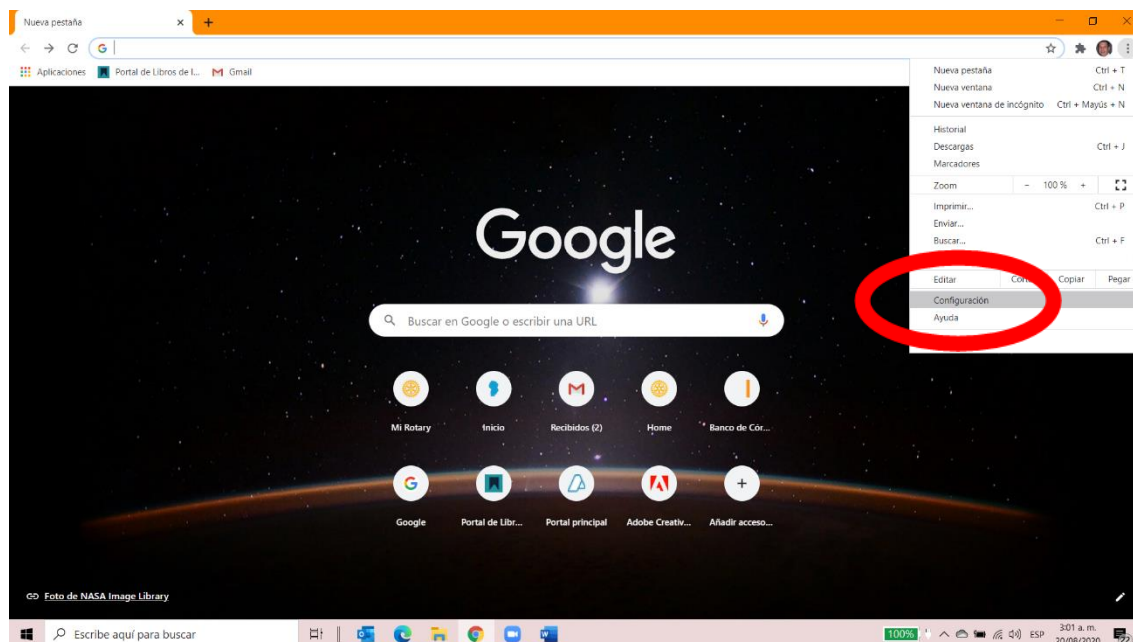 Nueva pestaña
Aplicaciones Portal de Libros de l... Gmail
Nueva pestaña Ctrl + T
Nueva ventana Ctrl + N
Nueva ventana de incógnito Ctrl + Mayús + N
Historial
Descargas Ctrl + J
Marcadores
Zoom - 100 % +
Imprimir... Ctrl + P
Enviar...
Buscar... Ctrl + F
Editar Copiar Pegar
Configuración
Ayuda
Google
Buscar en Google o escribir una URL
Mi Rotary Inicio Recibidos (2) Home Banco de Cór...
Google Portal de Libr... Portal principal Adobe Creativ... Añadir acceso...
Foto de NASA Image Library
Escribe aquí para buscar
100% ESP 3:01 a. m.
20/08/2020